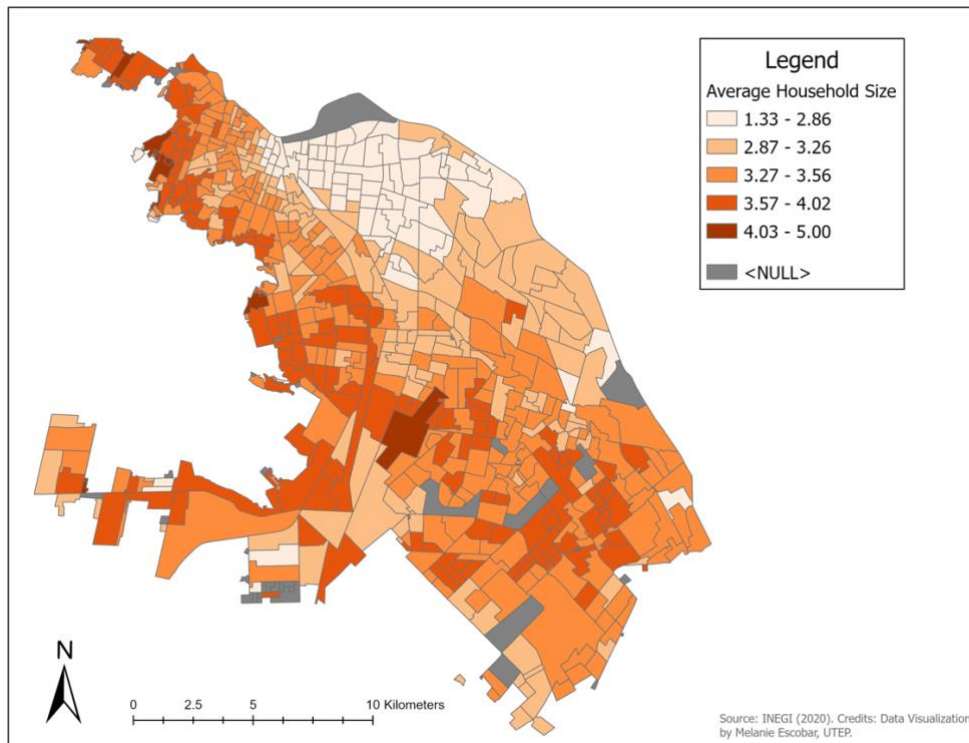 Legend
Average Household Size
1.33 - 2.86
2.87 - 3.26
3.27 - 3.56
3.57 - 4.02
4.03 - 5.00
<NULL>
N
0 2.5 5 10 Kilometers
Source: INEGI (2020). Credits: Data Visualization
by Melanie Escobar, UTEP.